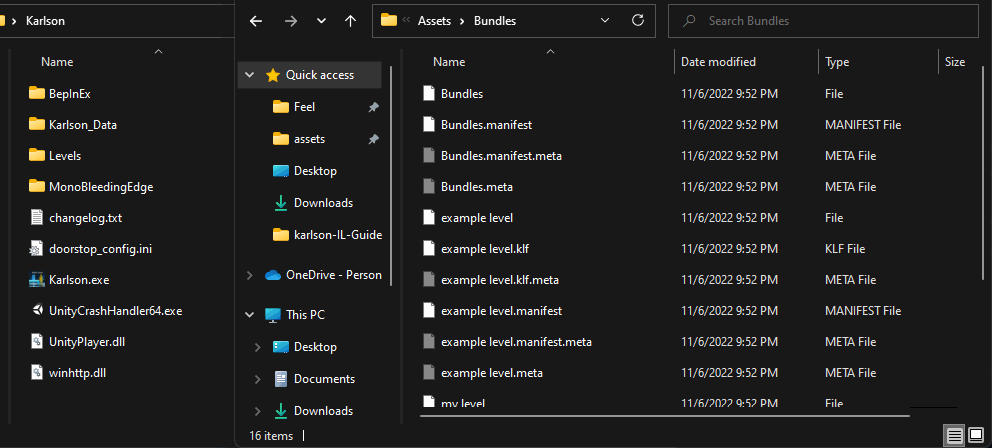 Karlson
Name
BepInEx
Karlson_Data
Levels
MonoBleedingEdge
changelog.txt
doorstop_config.ini
Karlson.exe
UnityCrashHandler64.exe
UnityPlayer.dll
winhttp.dll
Assets > Bundles
Search Bundles
Quick access
Feel
assets
Desktop
Downloads
karlson-IL-Guide
OneDrive - Person
This PC
Desktop
Documents
Downloads
Name Date modified Type Size
Bundles 11/6/2022 9:52 PM File
Bundles.manifest 11/6/2022 9:52 PM MANIFEST File
Bundles.manifest.meta 11/6/2022 9:52 PM META File
Bundles.meta 11/6/2022 9:52 PM META File
example level 11/6/2022 9:52 PM File
example level.klf 11/6/2022 9:52 PM KLF File
example level.klf.meta 11/6/2022 9:52 PM META File
example level.manifest 11/6/2022 9:52 PM MANIFEST File
example level.manifest.meta 11/6/2022 9:52 PM META File
example level.meta 11/6/2022 9:52 PM META File
my level 11/6/2022 9:52 PM File
16 items